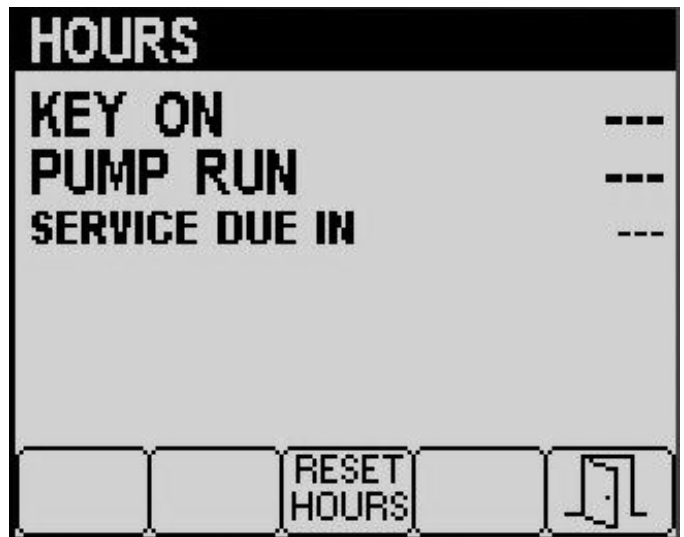 HOURS
KEY ON ---
PUMP RUN ---
SERVICE DUE IN ---
RESET
HOURS